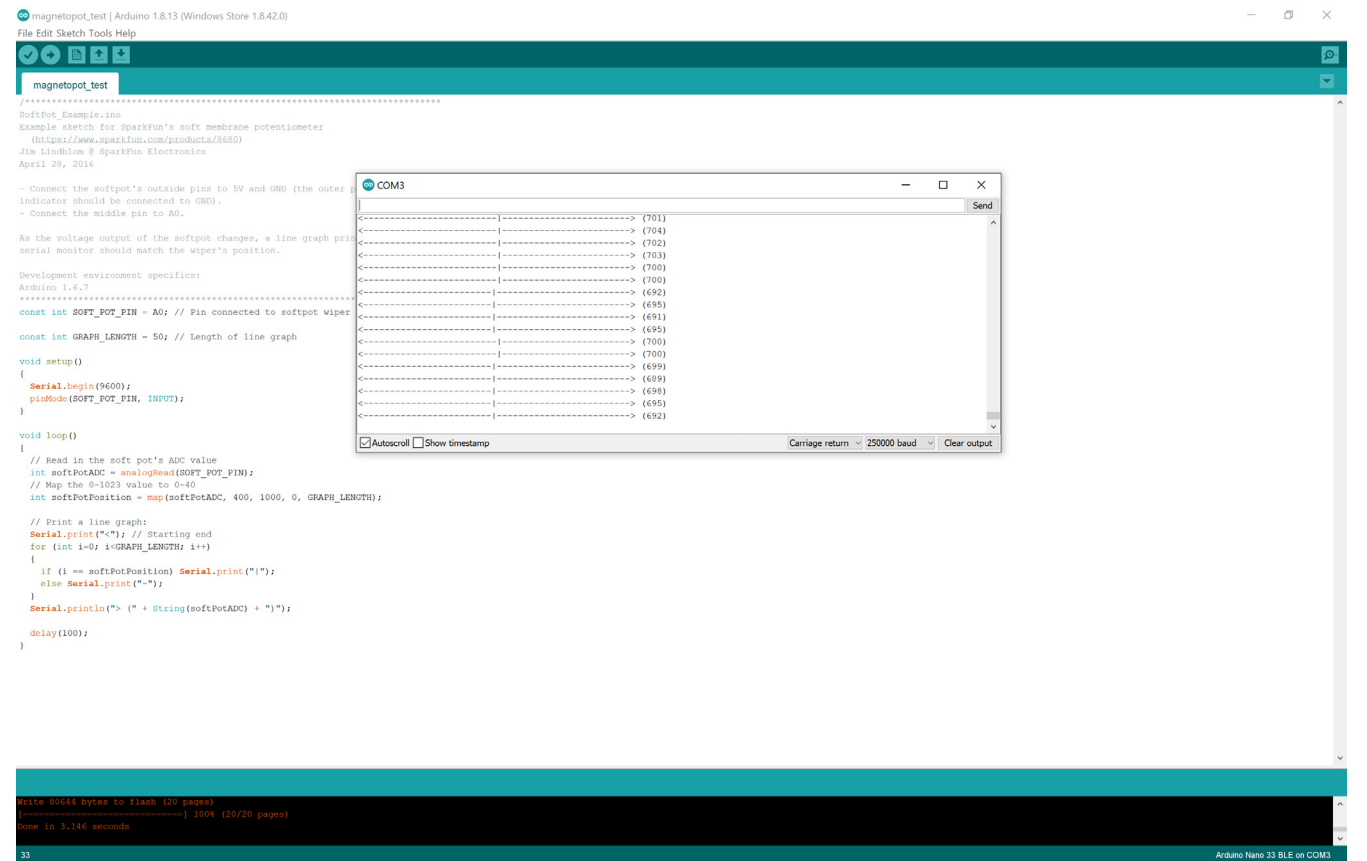 magnetopot_test | Arduino 1.8.13 (Windows Store 1.8.42.0)
File Edit Sketch Tools Help
magnetopot_test
/******************************************************************************
SoftPot_Example.ino
Example sketch for SparkFun's soft membrane potentiometer
(https://www.sparkfun.com/products/8680)
Jim Lindblom @ SparkFun Electronics
April 28, 2016
- Connect the softpot's outside pins to 5V and GND (the outer p
indicator should be connected to GND).
- Connect the middle pin to A0.
As the voltage output of the softpot changes, a line graph prin
serial monitor should match the wiper's position.
Development environment specifics:
Arduino 1.6.7
***************************************************************
const int SOFT_POT_PIN = A0; // Pin connected to softpot wiper
const int GRAPH_LENGTH = 50; // Length of line graph
void setup()
{
Serial.begin(9600);
pinMode(SOFT_POT_PIN, INPUT);
}
void loop()
{
// Read in the soft pot's ADC value
int softPotADC = analogRead(SOFT_POT_PIN);
// Map the 0-1023 value to 0-40
int softPotPosition = map(softPotADC, 400, 1000, 0, GRAPH_LENGTH);
// Print a line graph:
Serial.print("<"); // Starting end
for (int i=0; i<GRAPH_LENGTH; i++)
{
if (i == softPotPosition) Serial.print("|");
else Serial.print("-");
}
Serial.println("> (" + String(softPotADC) + ")");
delay(100);
}
COM3
Send
<-------------------------|------------------------> (701)
<-------------------------|------------------------> (704)
<-------------------------|------------------------> (702)
<-------------------------|------------------------> (703)
<-------------------------|------------------------> (700)
<-------------------------|------------------------> (700)
<------------------------|-------------------------> (692)
<------------------------|-------------------------> (695)
<------------------------|-------------------------> (691)
<------------------------|-------------------------> (695)
<-------------------------|------------------------> (700)
<-------------------------|------------------------> (700)
<------------------------|-------------------------> (699)
<------------------------|-------------------------> (689)
<------------------------|-------------------------> (698)
<------------------------|-------------------------> (695)
<------------------------|-------------------------> (692)
Autoscroll Show timestamp Carriage return 250000 baud Clear output
Write 80644 bytes to flash (20 pages)
[==============================] 100% (20/20 pages)
Done in 3.146 seconds
33 Arduino Nano 33 BLE on COM3